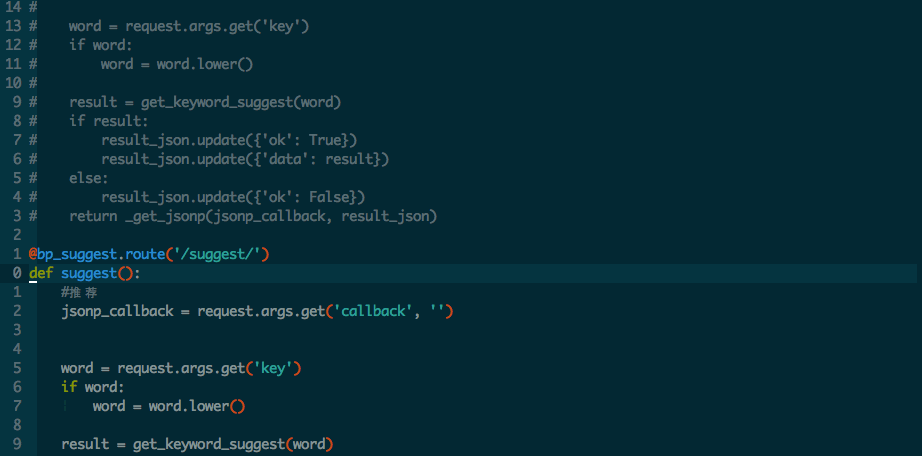 14 #
13 #    word = request.args.get('key')
12 #    if word:
11 #        word = word.lower()
10 #
9 #    result = get_keyword_suggest(word)
8 #    if result:
7 #        result_json.update({'ok': True})
6 #        result_json.update({'data': result})
5 #    else:
4 #        result_json.update({'ok': False})
3 #    return _get_jsonp(jsonp_callback, result_json)
2
1 @bp_suggest.route('/suggest/')
0 def suggest():
1     #推荐
2     jsonp_callback = request.args.get('callback', '')
3
4
5     word = request.args.get('key')
6     if word:
7         word = word.lower()
8
9     result = get_keyword_suggest(word)